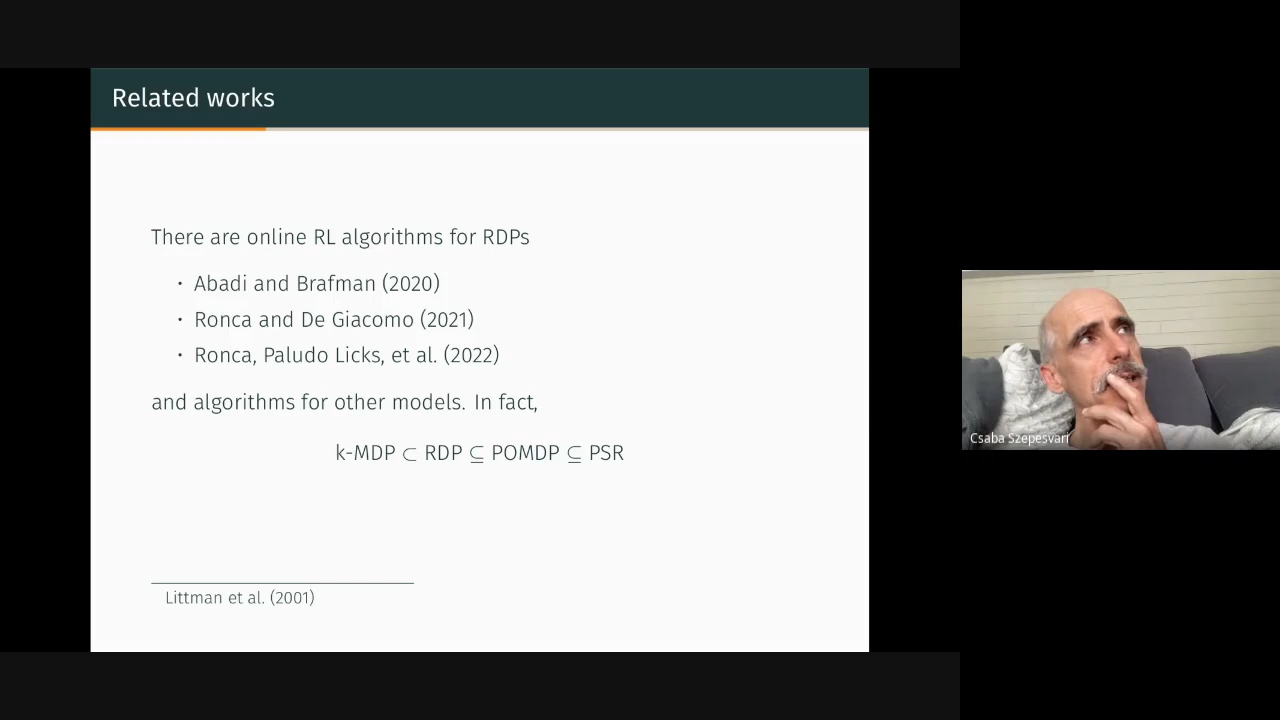 Related works
There are online RL algorithms for RDPs
• Abadi and Brafman (2020)
• Ronca and De Giacomo (2021)
• Ronca, Paludo Licks, et al. (2022)
and algorithms for other models. In fact,
k-MDP ⊂ RDP ⊆ POMDP ⊆ PSR
Littman et al. (2001)
Csaba Szepesvari